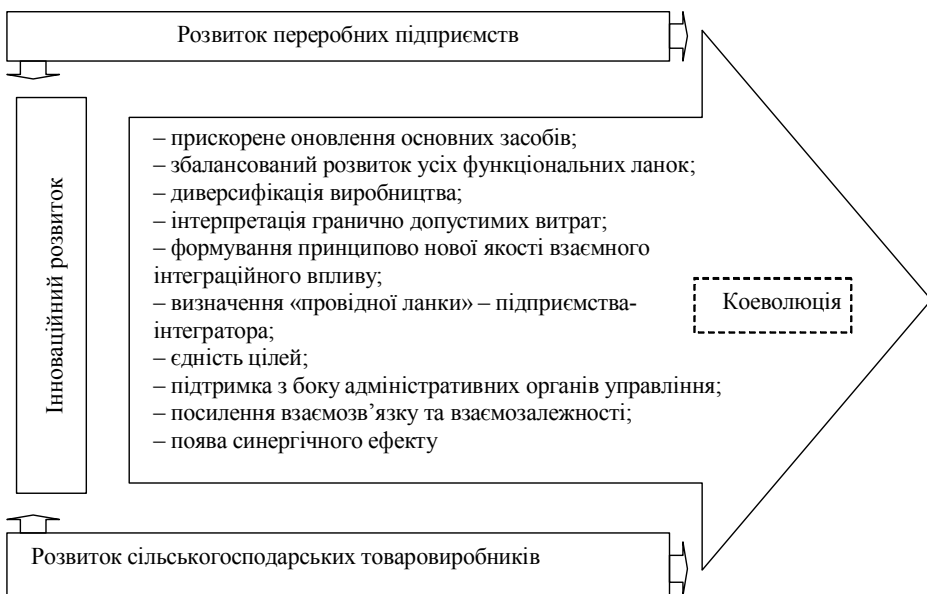 Розвиток переробних підприємств
Інноваційний розвиток
– прискорене оновлення основних засобів;
– збалансований розвиток усіх функціональних ланок;
– диверсифікація виробництва;
– інтерпретація гранично допустимих витрат;
– формування принципово нової якості взаємного
інтеграційного впливу;
– визначення «провідної ланки» – підприємства-
інтегратора;
– єдність цілей;
– підтримка з боку адміністративних органів управління;
– посилення взаємозв’язку та взаємозалежності;
– поява синергічного ефекту
Коеволюція
Розвиток сільськогосподарських товаровиробників